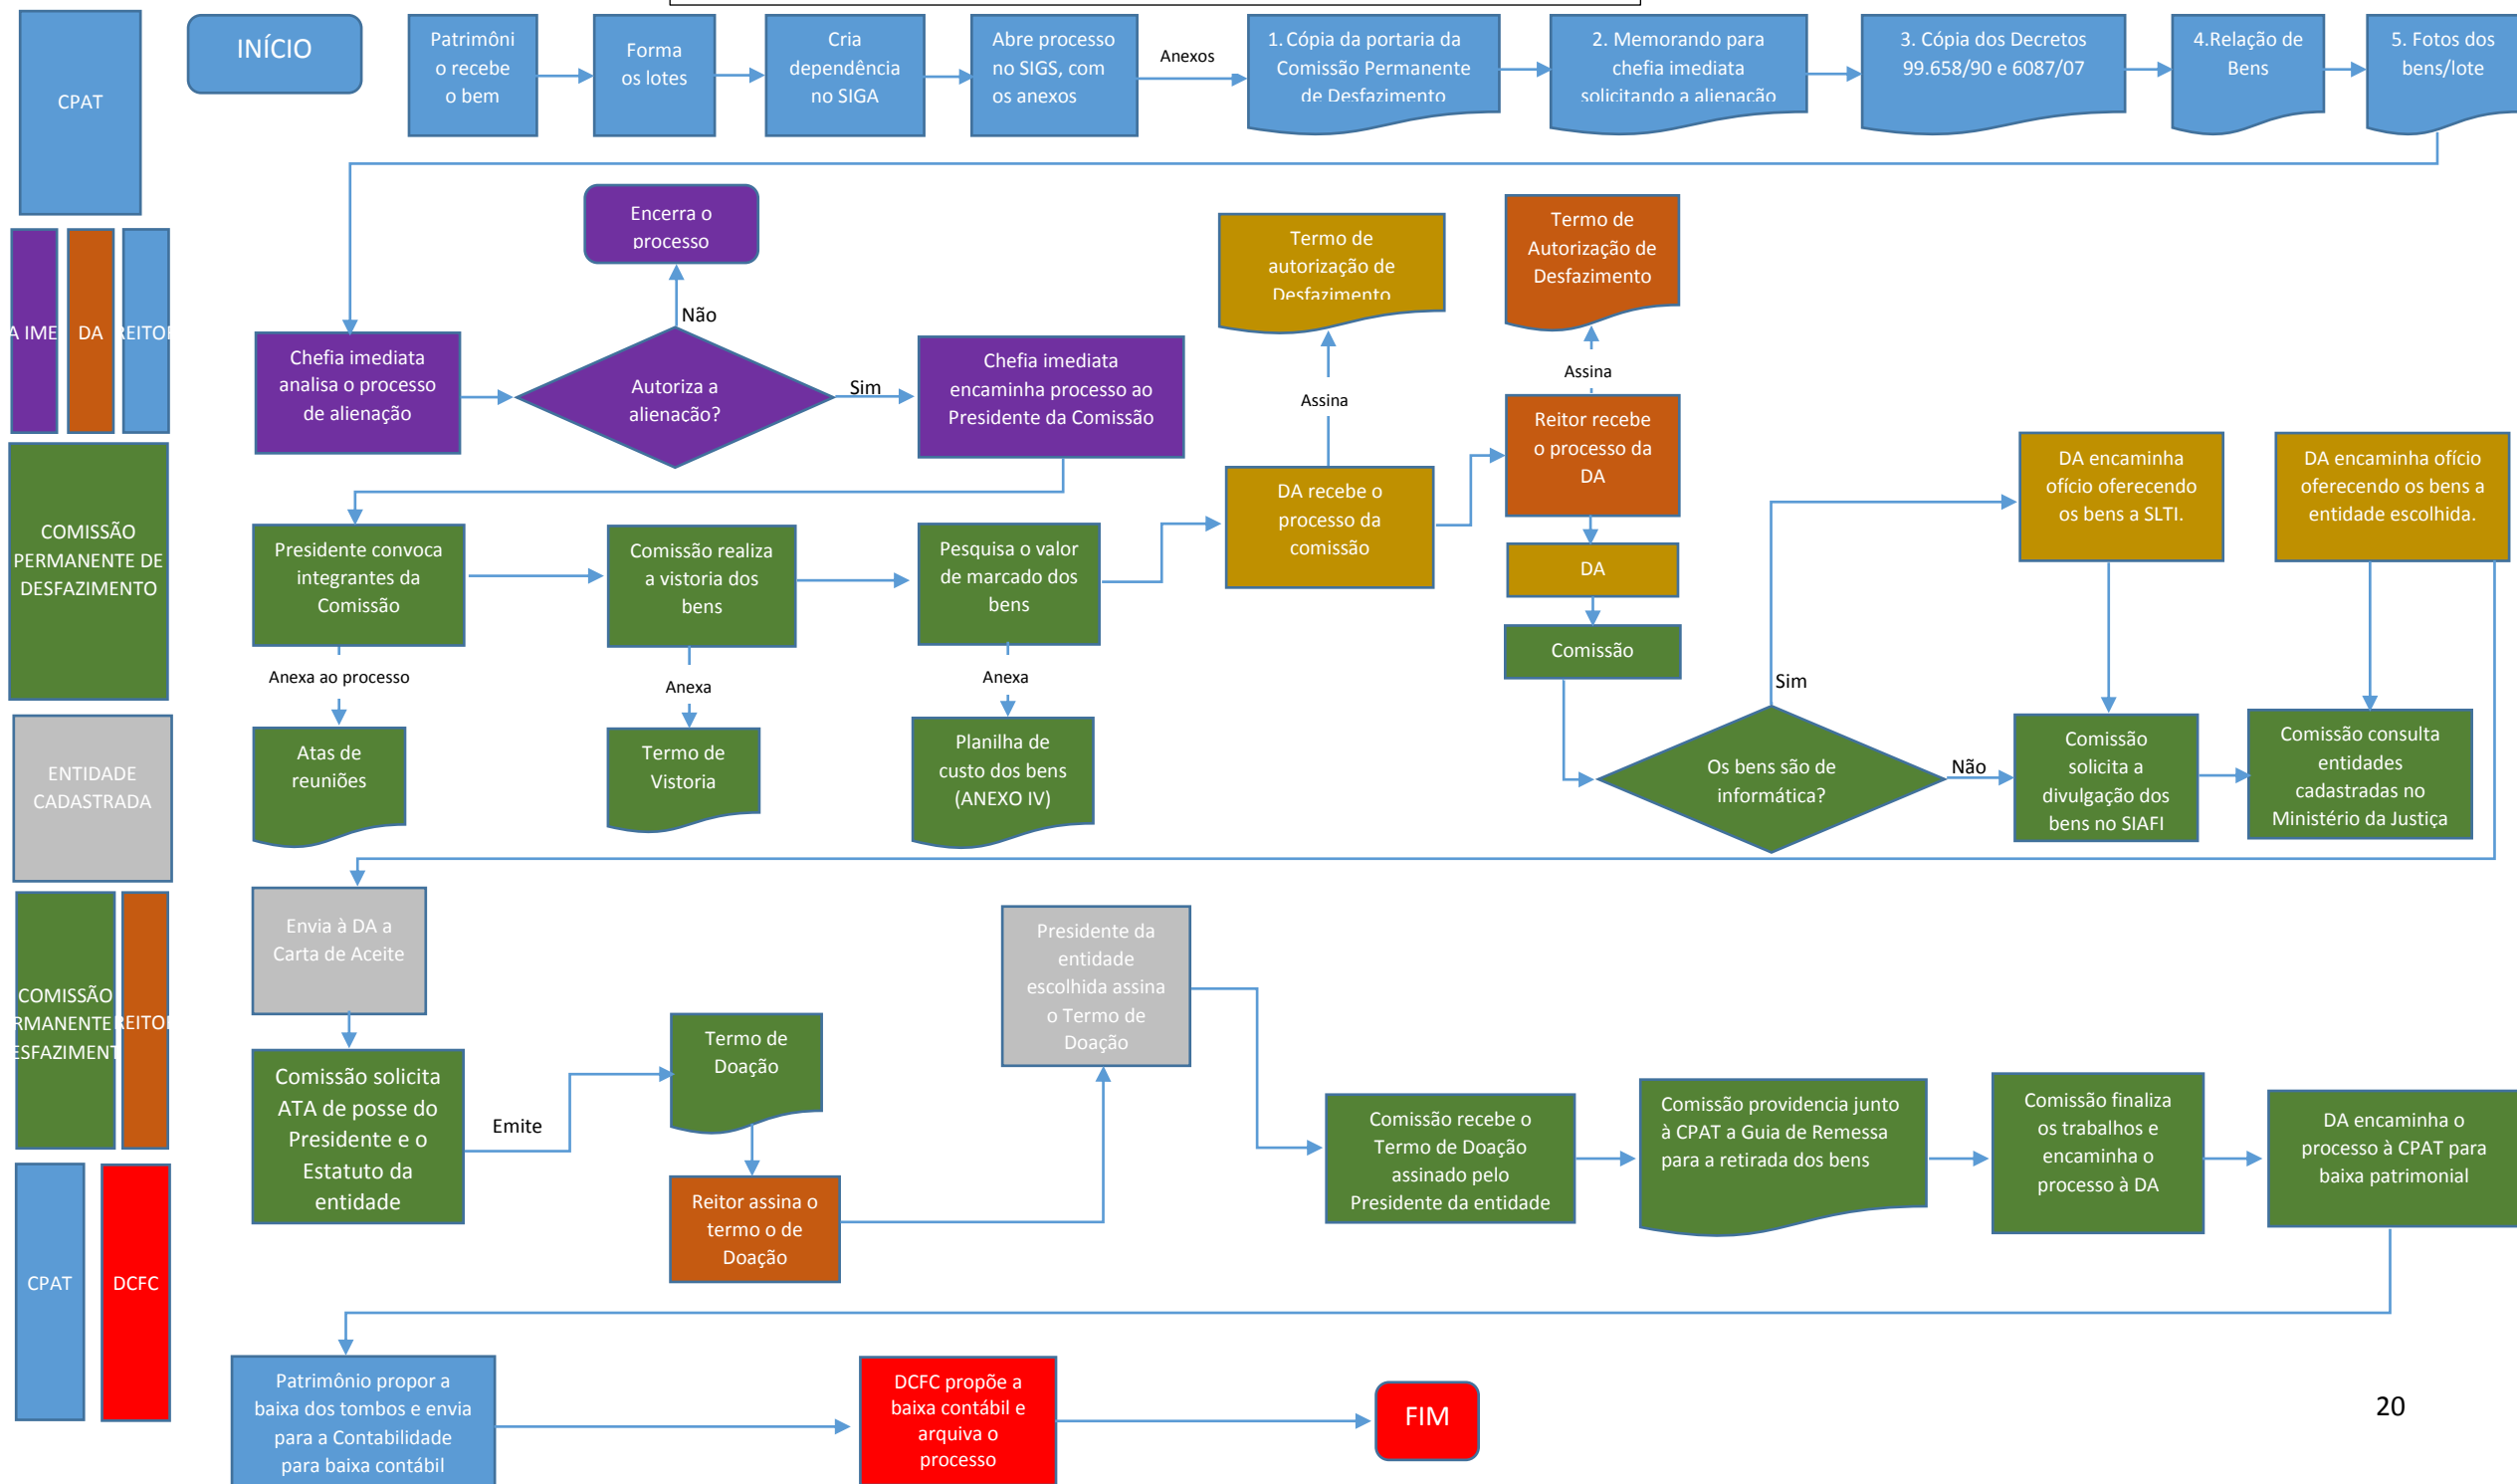 CPAT
INÍCIO
Patrimôni
o recebe
o bem
Forma
os lotes
Cria
dependência
no SIGA
Abre processo
no SIGS, com
os anexos
Anexos
1. Cópia da portaria da
Comissão Permanente
de Desfazimento
2. Memorando para
chefia imediata
solicitando a alienação
3. Cópia dos Decretos
99.658/90 e 6087/07
4.Relação de
Bens
5. Fotos dos
bens/lote
A IME
DA
REITOR
Encerra o
processo
Não
Chefia imediata
analisa o processo
de alienação
Autoriza a
alienação?
Sim
Chefia imediata
encaminha processo ao
Presidente da Comissão
Termo de
autorização de
Desfazimento
Assina
Termo de
Autorização de
Desfazimento
Assina
Reitor recebe
o processo da
DA
DA encaminha
ofício oferecendo
os bens a SLTI.
DA encaminha ofício
oferecendo os bens a
entidade escolhida.
COMISSÃO
PERMANENTE DE
DESFAZIMENTO
Presidente convoca
integrantes da
Comissão
Comissão realiza
a vistoria dos
bens
Pesquisa o valor
de marcado dos
bens
DA recebe o
processo da
comissão
DA
Comissão
Anexa ao processo
Anexa
Anexa
Sim
Atas de
reuniões
Termo de
Vistoria
Planilha de
custo dos bens
(ANEXO IV)
Os bens são de
informática?
Não
Comissão
solicita a
divulgação dos
bens no SIAFI
Comissão consulta
entidades
cadastradas no
Ministério da Justiça
ENTIDADE
CADASTRADA
Envia à DA a
Carta de Aceite
Presidente da
entidade
escolhida assina
o Termo de
Doação
COMISSÃO
RMANENTE
ESFAZIMENT
REITOR
Comissão solicita
ATA de posse do
Presidente e o
Estatuto da
entidade
Emite
Termo de
Doação
Reitor assina o
termo o de
Doação
Comissão recebe o
Termo de Doação
assinado pelo
Presidente da entidade
Comissão providencia junto
à CPAT a Guia de Remessa
para a retirada dos bens
Comissão finaliza
os trabalhos e
encaminha o
processo à DA
DA encaminha o
processo à CPAT para
baixa patrimonial
CPAT
DCFC
Patrimônio propor a
baixa dos tombos e envia
para a Contabilidade
para baixa contábil
DCFC propõe a
baixa contábil e
arquiva o
processo
FIM
20